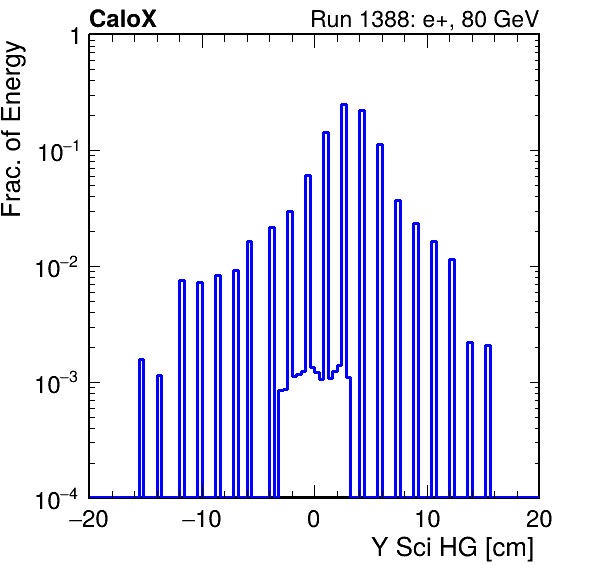 CaloX Run 1388: e+, 80 GeV
Frac. of Energy
1
10⁻¹
10⁻²
10⁻³
10⁻⁴
−20 −10 0 10 20
Y Sci HG [cm]